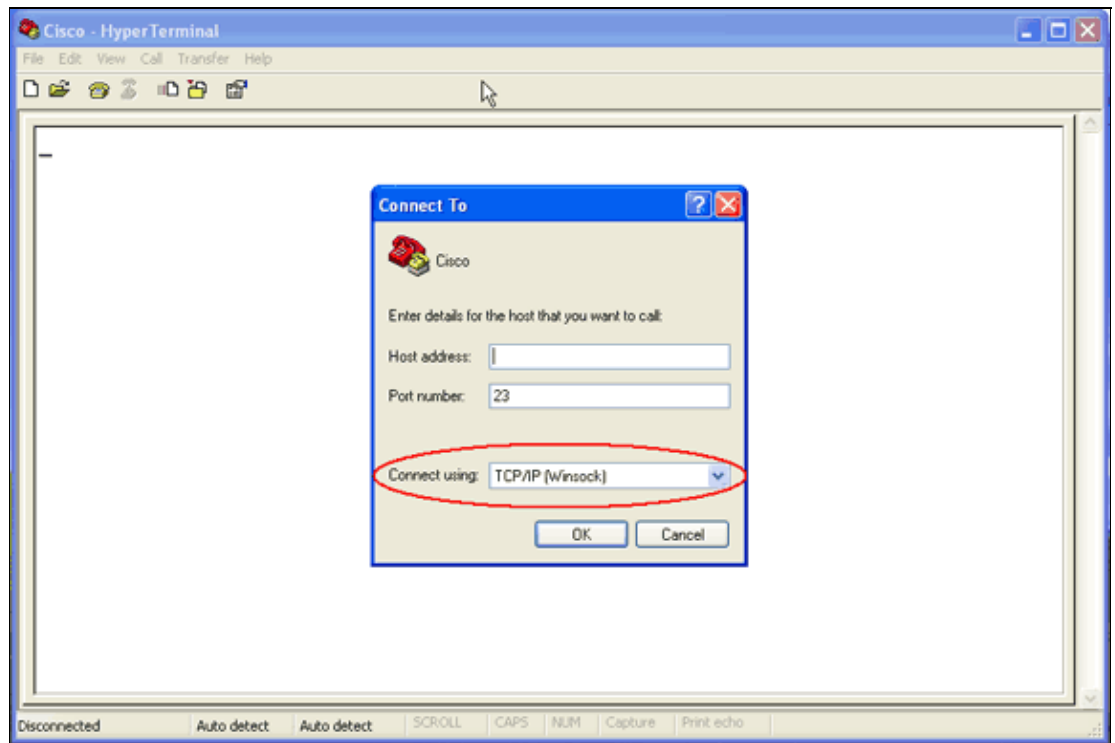 Cisco - HyperTerminal
File Edit View Call Transfer Help
Connect To
Cisco
Enter details for the host that you want to call:
Host address:
Port number: 23
Connect using: TCP/IP (Winsock)
OK Cancel
Disconnected Auto detect Auto detect SCROLL CAPS NUM Capture Print echo